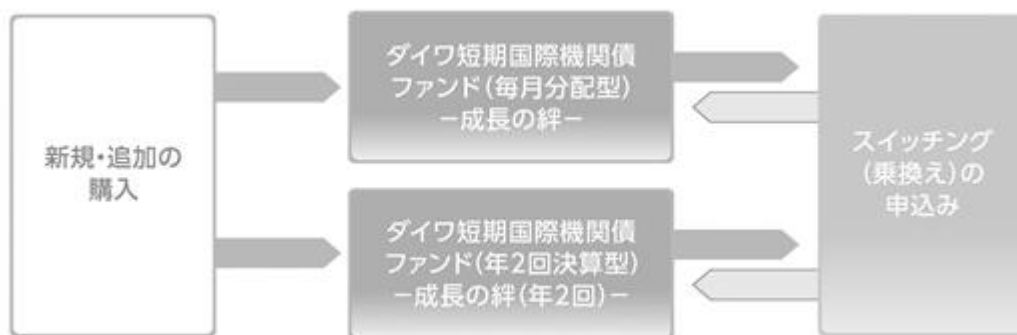 新規・追加の
購入
ダイワ短期国際機関債
ファンド(毎月分配型)
－成長の絆－
ダイワ短期国際機関債
ファンド(年2回決算型)
－成長の絆(年2回)－
スイッチング
(乗換え)の
申込み